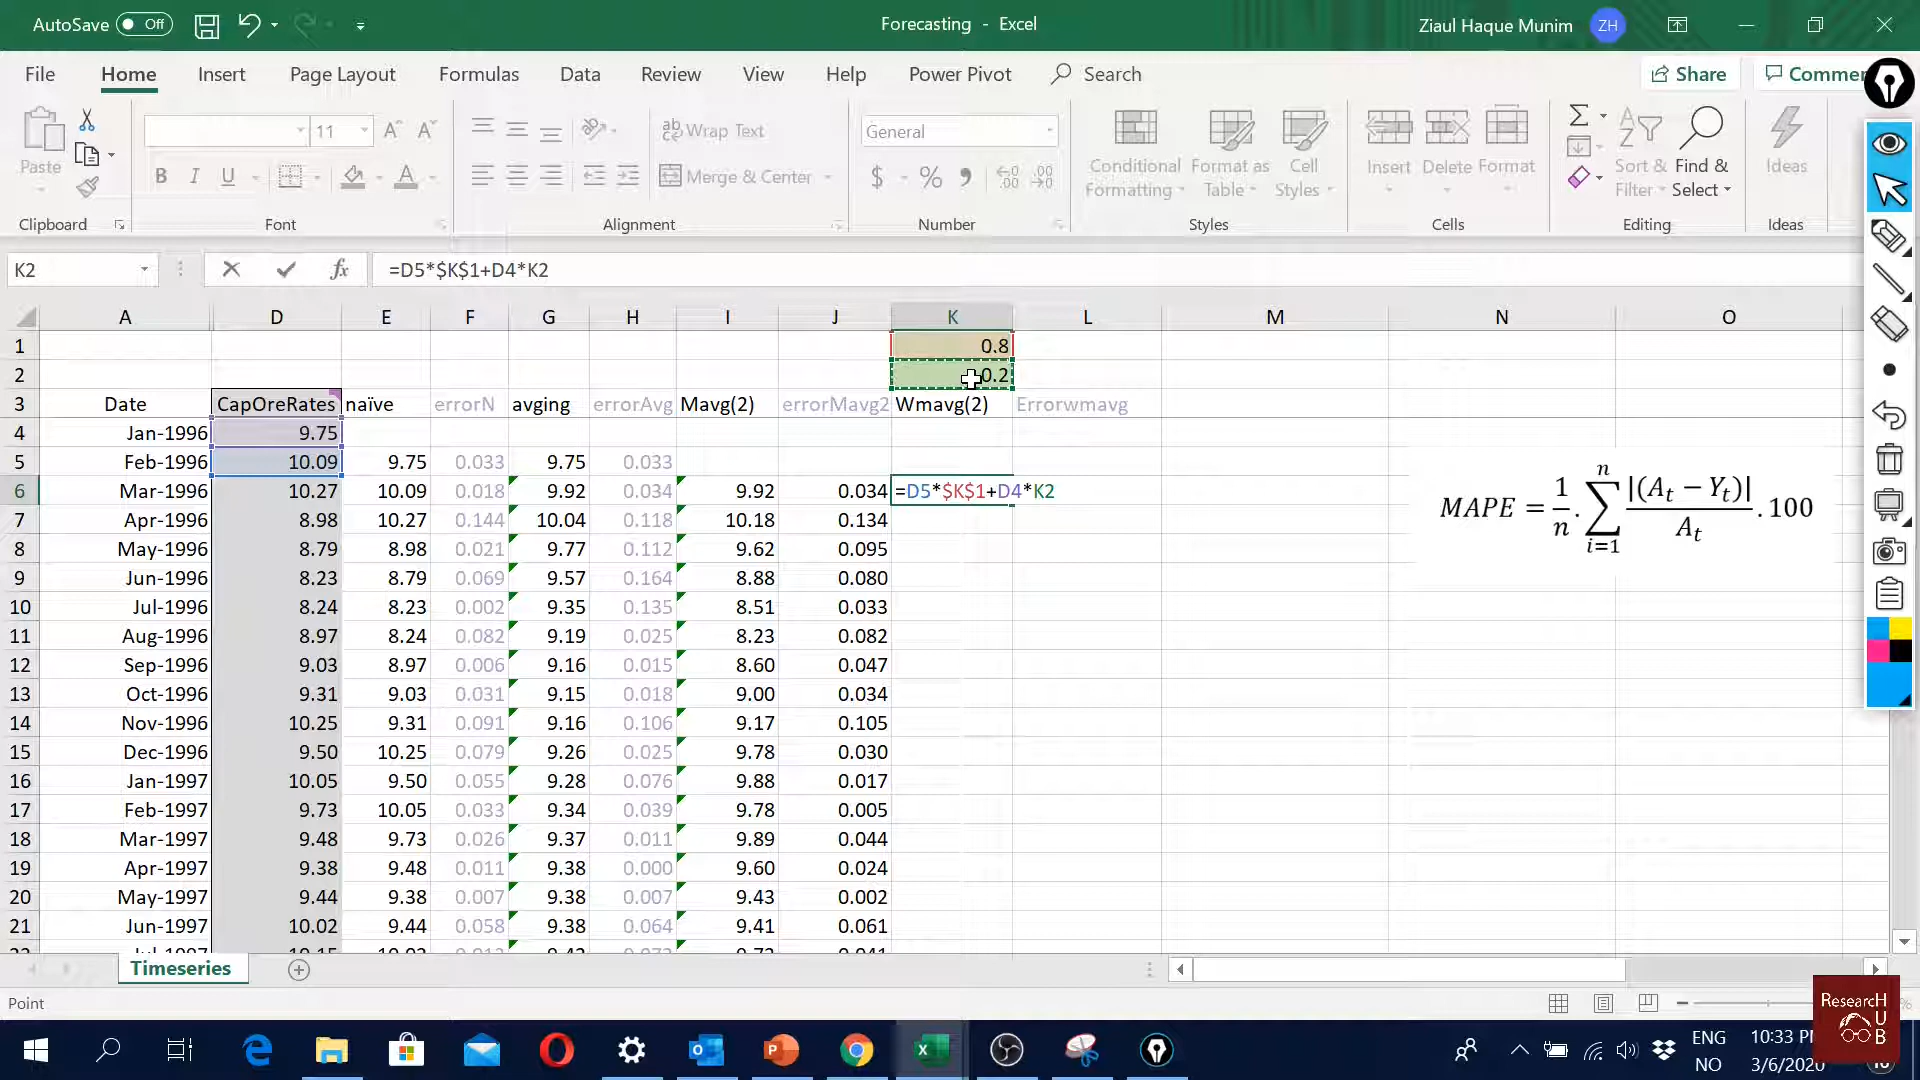 AutoSave Off
Forecasting - Excel
Ziaul Haque Munim ZH
File Home Insert Page Layout Formulas Data Review View Help Power Pivot Search Share Commer
Paste
11
Wrap Text
Merge & Center
General
Conditional Formatting
Format as Table
Cell Styles
Insert Delete Format
Sort & Filter
Find & Select
Ideas
Clipboard Font Alignment Number Styles Cells Editing Ideas
K2 fx =D5*$K$1+D4*K2
A D E F G H I J K L M N O
1 0.8
2 0.2
3 Date CapOreRates naïve errorN avging errorAvg Mavg(2) errorMavg2 Wmavg(2) Errorwmavg
4 Jan-1996 9.75
5 Feb-1996 10.09 9.75 0.033 9.75 0.033
6 Mar-1996 10.27 10.09 0.018 9.92 0.034 9.92 0.034 =D5*$K$1+D4*K2
7 Apr-1996 8.98 10.27 0.144 10.04 0.118 10.18 0.134
8 May-1996 8.79 8.98 0.021 9.77 0.112 9.62 0.095
9 Jun-1996 8.23 8.79 0.069 9.57 0.164 8.88 0.080
10 Jul-1996 8.24 8.23 0.002 9.35 0.135 8.51 0.033
11 Aug-1996 8.97 8.24 0.082 9.19 0.025 8.23 0.082
12 Sep-1996 9.03 8.97 0.006 9.16 0.015 8.60 0.047
13 Oct-1996 9.31 9.03 0.031 9.15 0.018 9.00 0.034
14 Nov-1996 10.25 9.31 0.091 9.16 0.106 9.17 0.105
15 Dec-1996 9.50 10.25 0.079 9.26 0.025 9.78 0.030
16 Jan-1997 10.05 9.50 0.055 9.28 0.076 9.88 0.017
17 Feb-1997 9.73 10.05 0.033 9.34 0.039 9.78 0.005
18 Mar-1997 9.48 9.73 0.026 9.37 0.011 9.89 0.044
19 Apr-1997 9.38 9.48 0.011 9.38 0.000 9.60 0.024
20 May-1997 9.44 9.38 0.007 9.38 0.007 9.43 0.002
21 Jun-1997 10.02 9.44 0.058 9.38 0.064 9.41 0.061
MAPE = 1/n . n∑i=1 |(At − Yt)|/At . 100
Timeseries
Point
ResearcH
U
B
ENG 10:33 PM
NO 3/6/2020